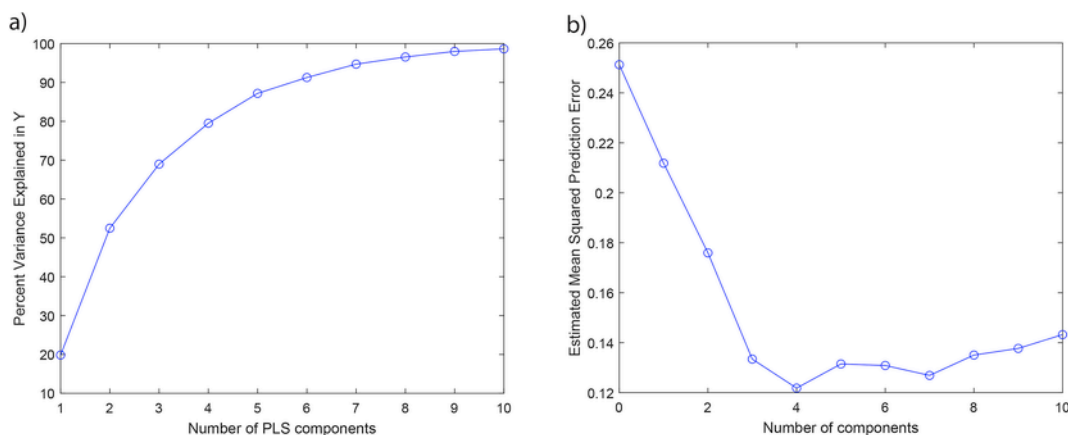 a)
100
90
80
70
60
50
40
30
20
10
Percent Variance Explained in Y
1 2 3 4 5 6 7 8 9 10
Number of PLS components
b)
0.26
0.24
0.22
0.2
0.18
0.16
0.14
0.12
Estimated Mean Squared Prediction Error
0 2 4 6 8 10
Number of components